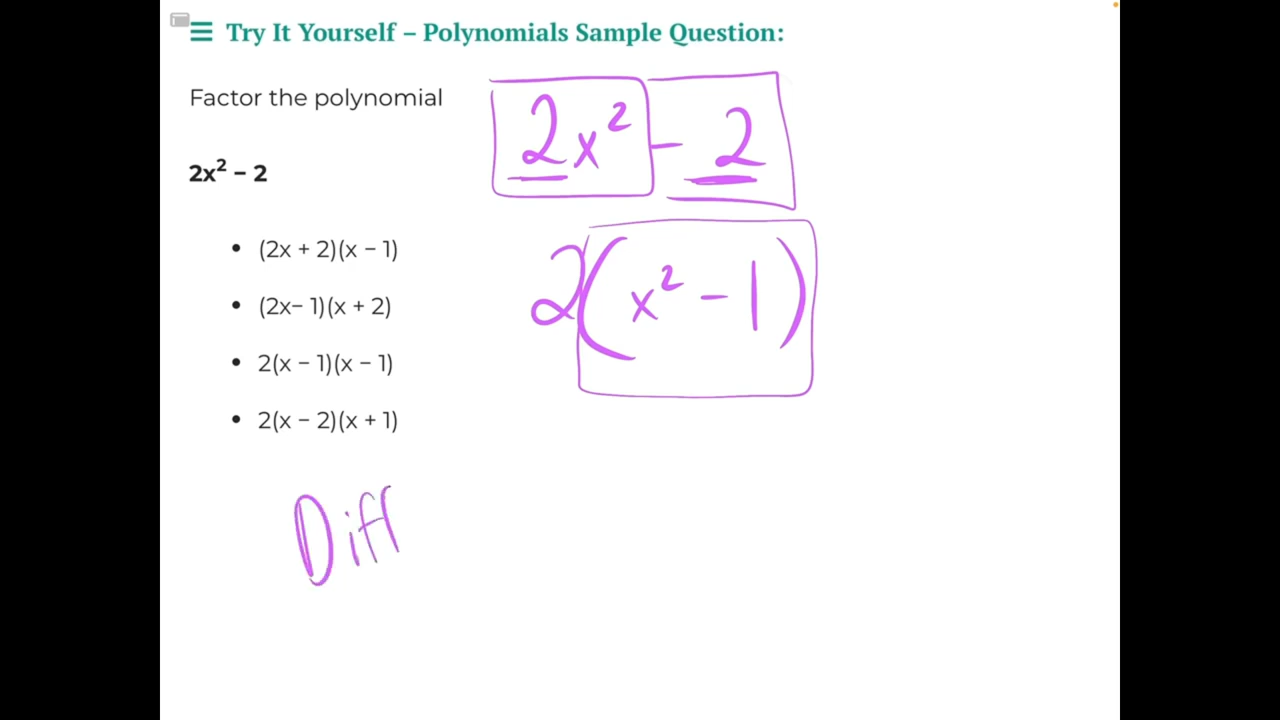 Try It Yourself – Polynomials Sample Question:
Factor the polynomial
2x² – 2
• (2x + 2)(x – 1)
• (2x– 1)(x + 2)
• 2(x – 1)(x – 1)
• 2(x – 2)(x + 1)
2x² – 2
2(x² – 1)
Diff